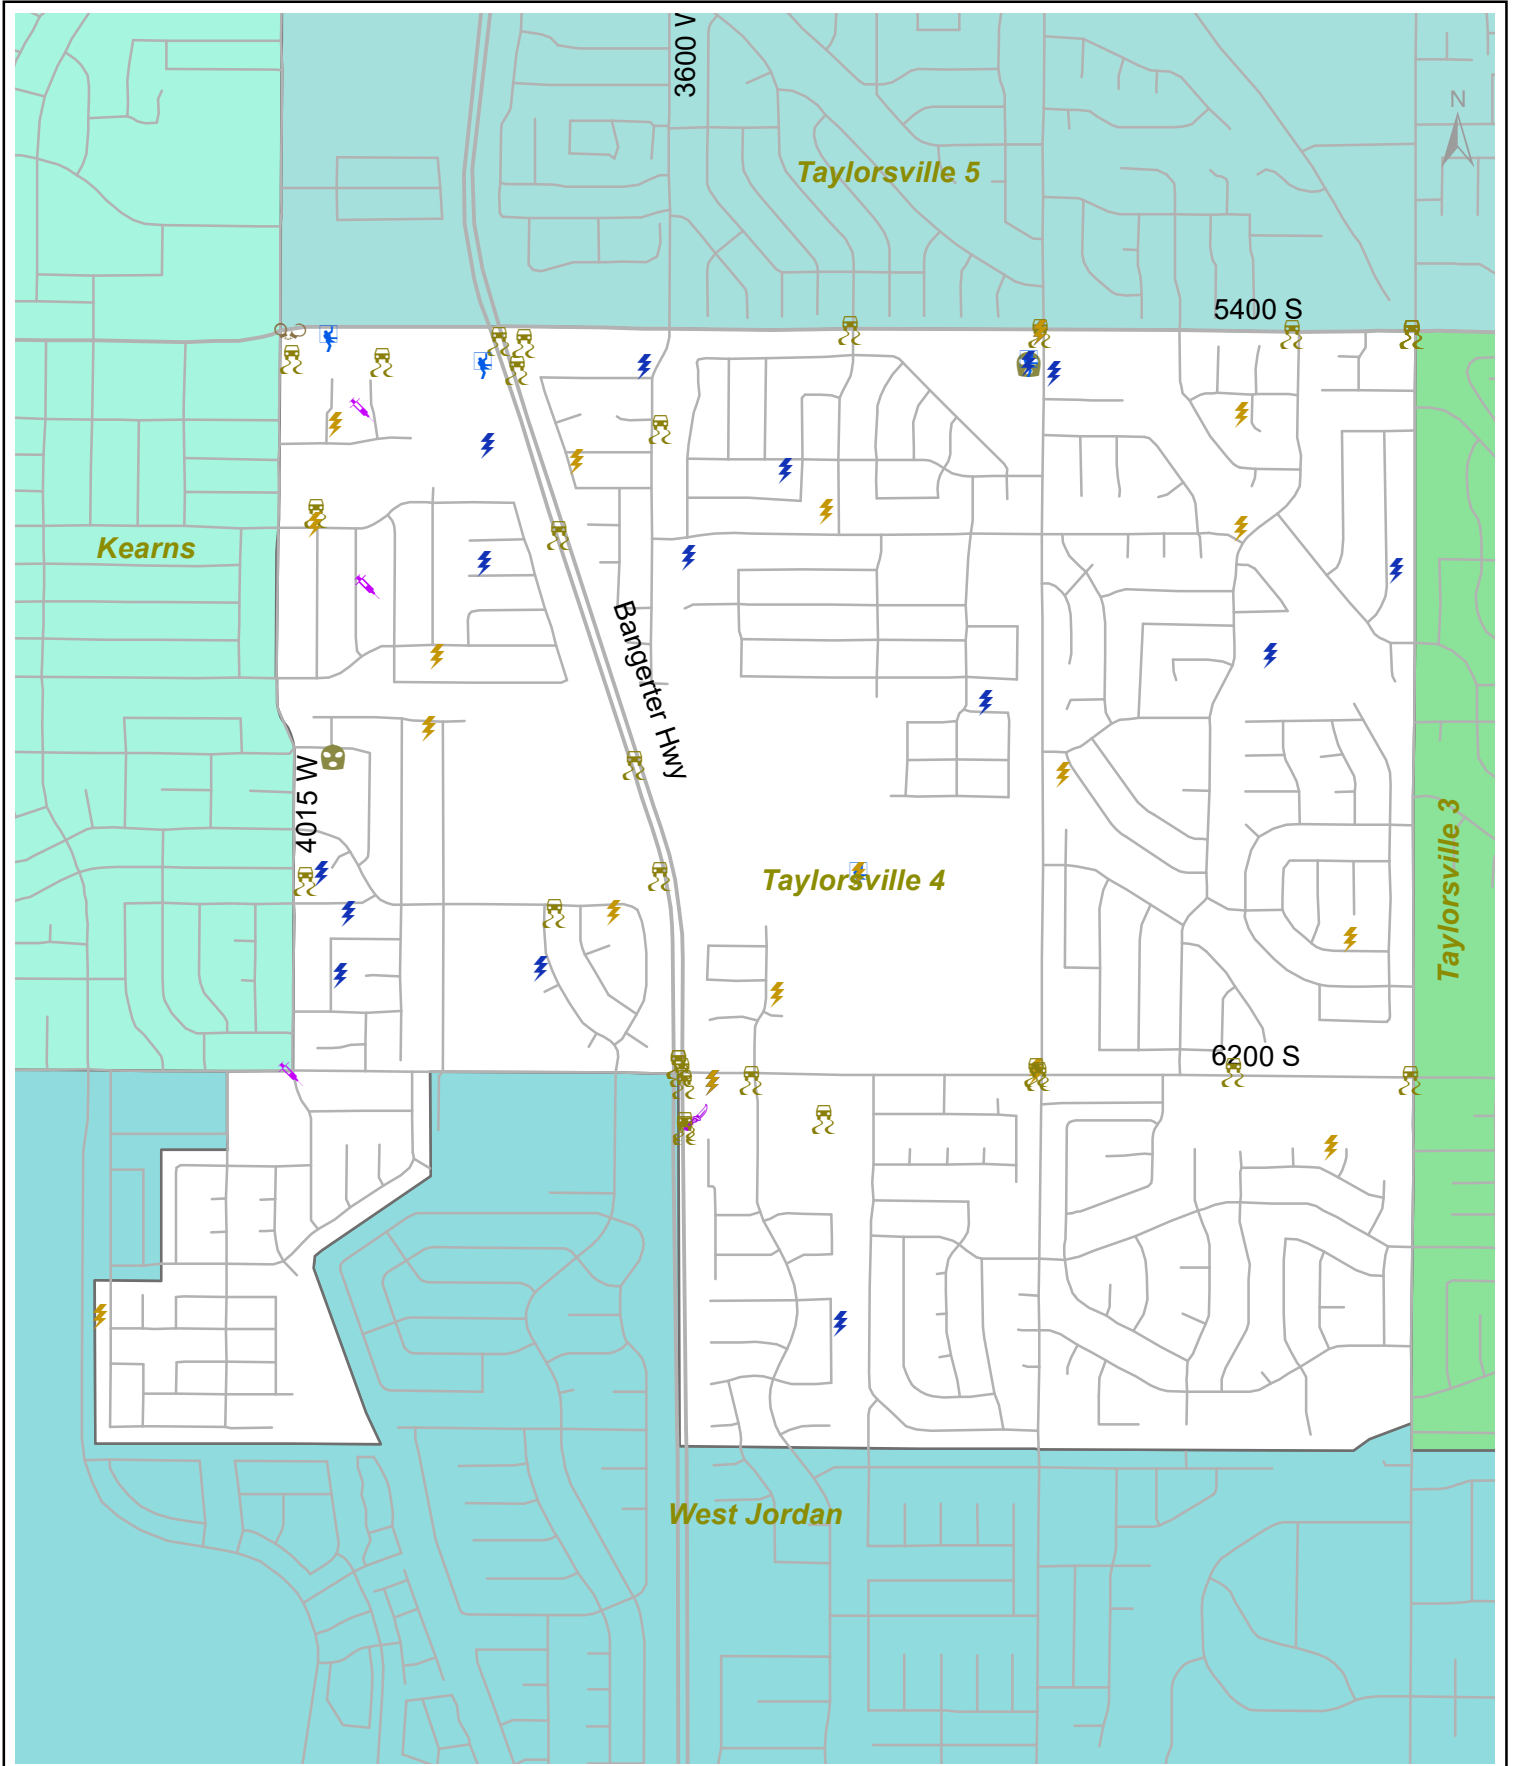 3600 W
N
Taylorsville 5
5400 S
Kearns
Bangerter Hwy
4015 W
Taylorsville 4
Taylorsville 3
6200 S
West Jordan